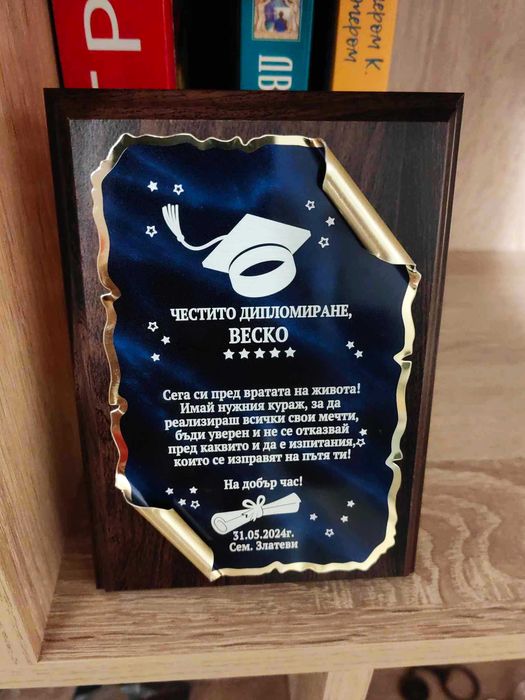 ДВ
ТЕРОМ К.
ЧЕСТИТО ДИПЛОМИРАНЕ,
ВЕСКО
Сега си пред вратата на живота!
Имай нужния кураж, за да
реализираш всички свои мечти,
бъди уверен и не се отказвай
пред каквито и да е изпитания,
които се изправят на пътя ти!
На добър час!
31.05.2024г.
Сем. Златеви